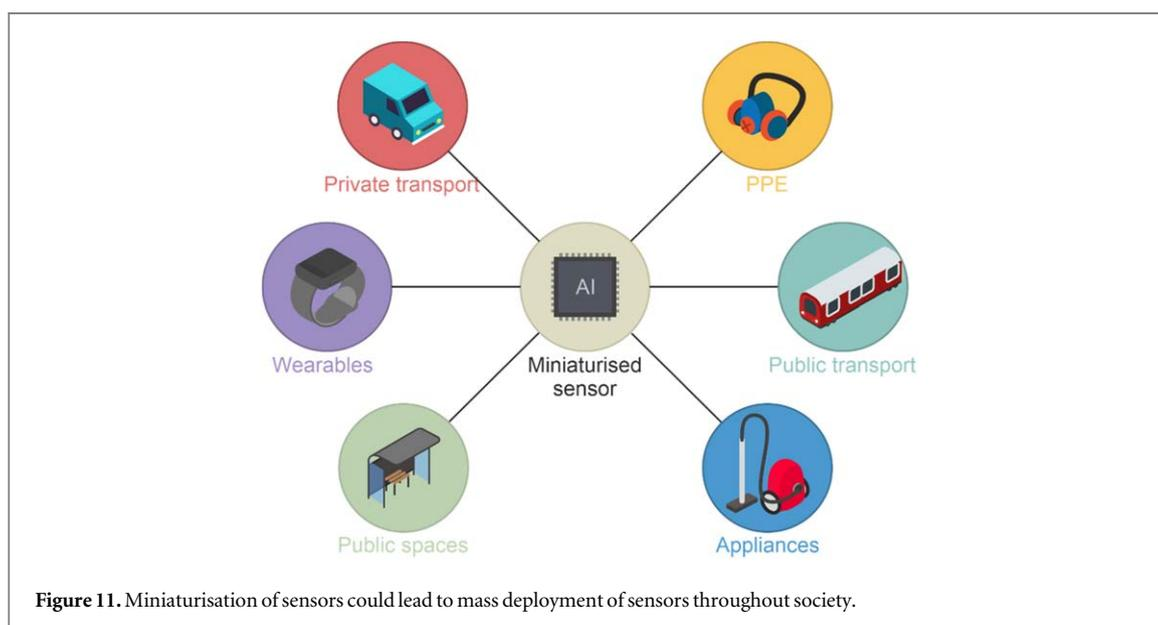 Private transport
PPE
AI
Wearables
Miniaturised
sensor
Public transport
Public spaces
Appliances
Figure 11. Miniaturisation of sensors could lead to mass deployment of sensors throughout society.